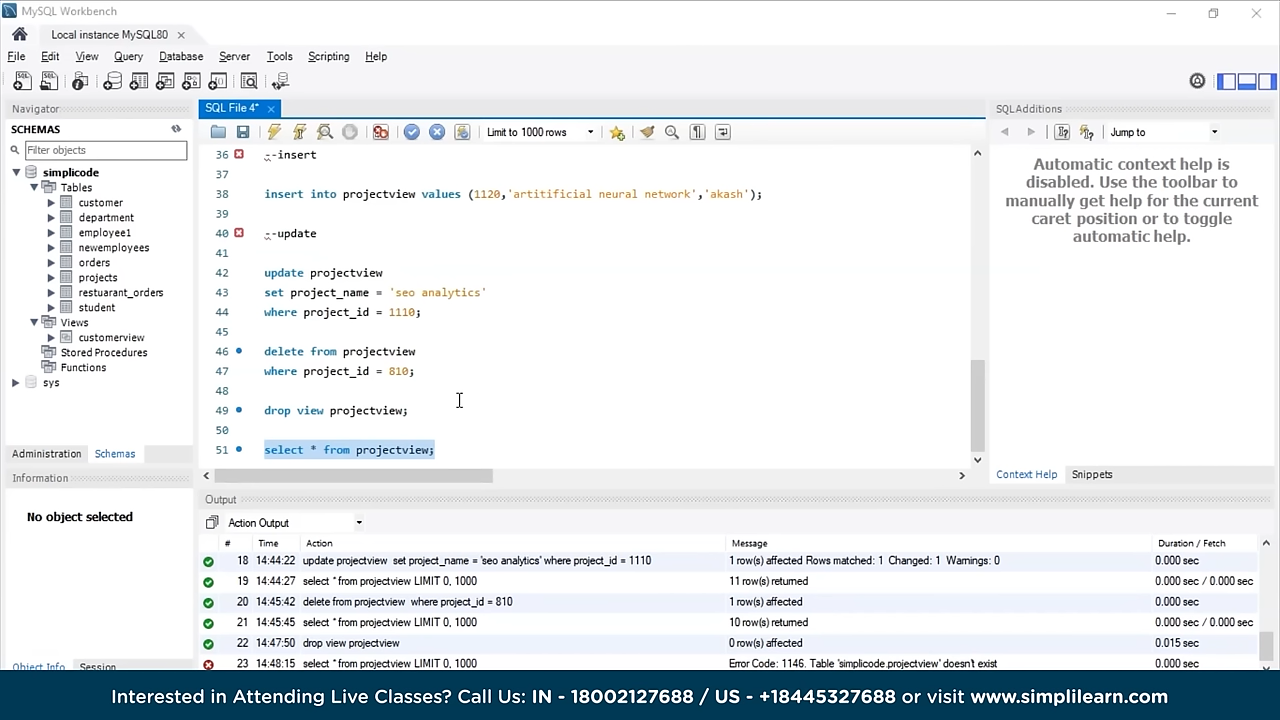 MySQL Workbench
Local instance MySQL80
File Edit View Query Database Server Tools Scripting Help
Navigator
SCHEMAS
Filter objects
simplicode
Tables
customer
department
employee1
newemployees
orders
projects
restuarant_orders
student
Views
customerview
Stored Procedures
Functions
sys
Administration Schemas
Information
No object selected
Object Info Session
SQL File 4*
Limit to 1000 rows
36 --insert
37
38 insert into projectview values (1120,'artitificial neural network','akash');
39
40 --update
41
42 update projectview
43 set project_name = 'seo analytics'
44 where project_id = 1110;
45
46 delete from projectview
47 where project_id = 810;
48
49 drop view projectview;
50
51 select * from projectview;
SQLAdditions
Jump to
Automatic context help is
disabled. Use the toolbar to
manually get help for the current
caret position or to toggle
automatic help.
Context Help Snippets
Output
Action Output
# Time Action Message Duration / Fetch
18 14:44:22 update projectview set project_name = 'seo analytics' where project_id = 1110 1 row(s) affected Rows matched: 1 Changed: 1 Warnings: 0 0.000 sec
19 14:44:27 select * from projectview LIMIT 0, 1000 11 row(s) returned 0.000 sec / 0.000 sec
20 14:45:42 delete from projectview where project_id = 810 1 row(s) affected 0.000 sec
21 14:45:45 select * from projectview LIMIT 0, 1000 10 row(s) returned 0.000 sec / 0.000 sec
22 14:47:50 drop view projectview 0 row(s) affected 0.015 sec
23 14:48:15 select * from projectview LIMIT 0, 1000 Error Code: 1146. Table 'simplicode.projectview' doesn't exist 0.000 sec
Interested in Attending Live Classes? Call Us: IN - 18002127688 / US - +18445327688 or visit www.simplilearn.com